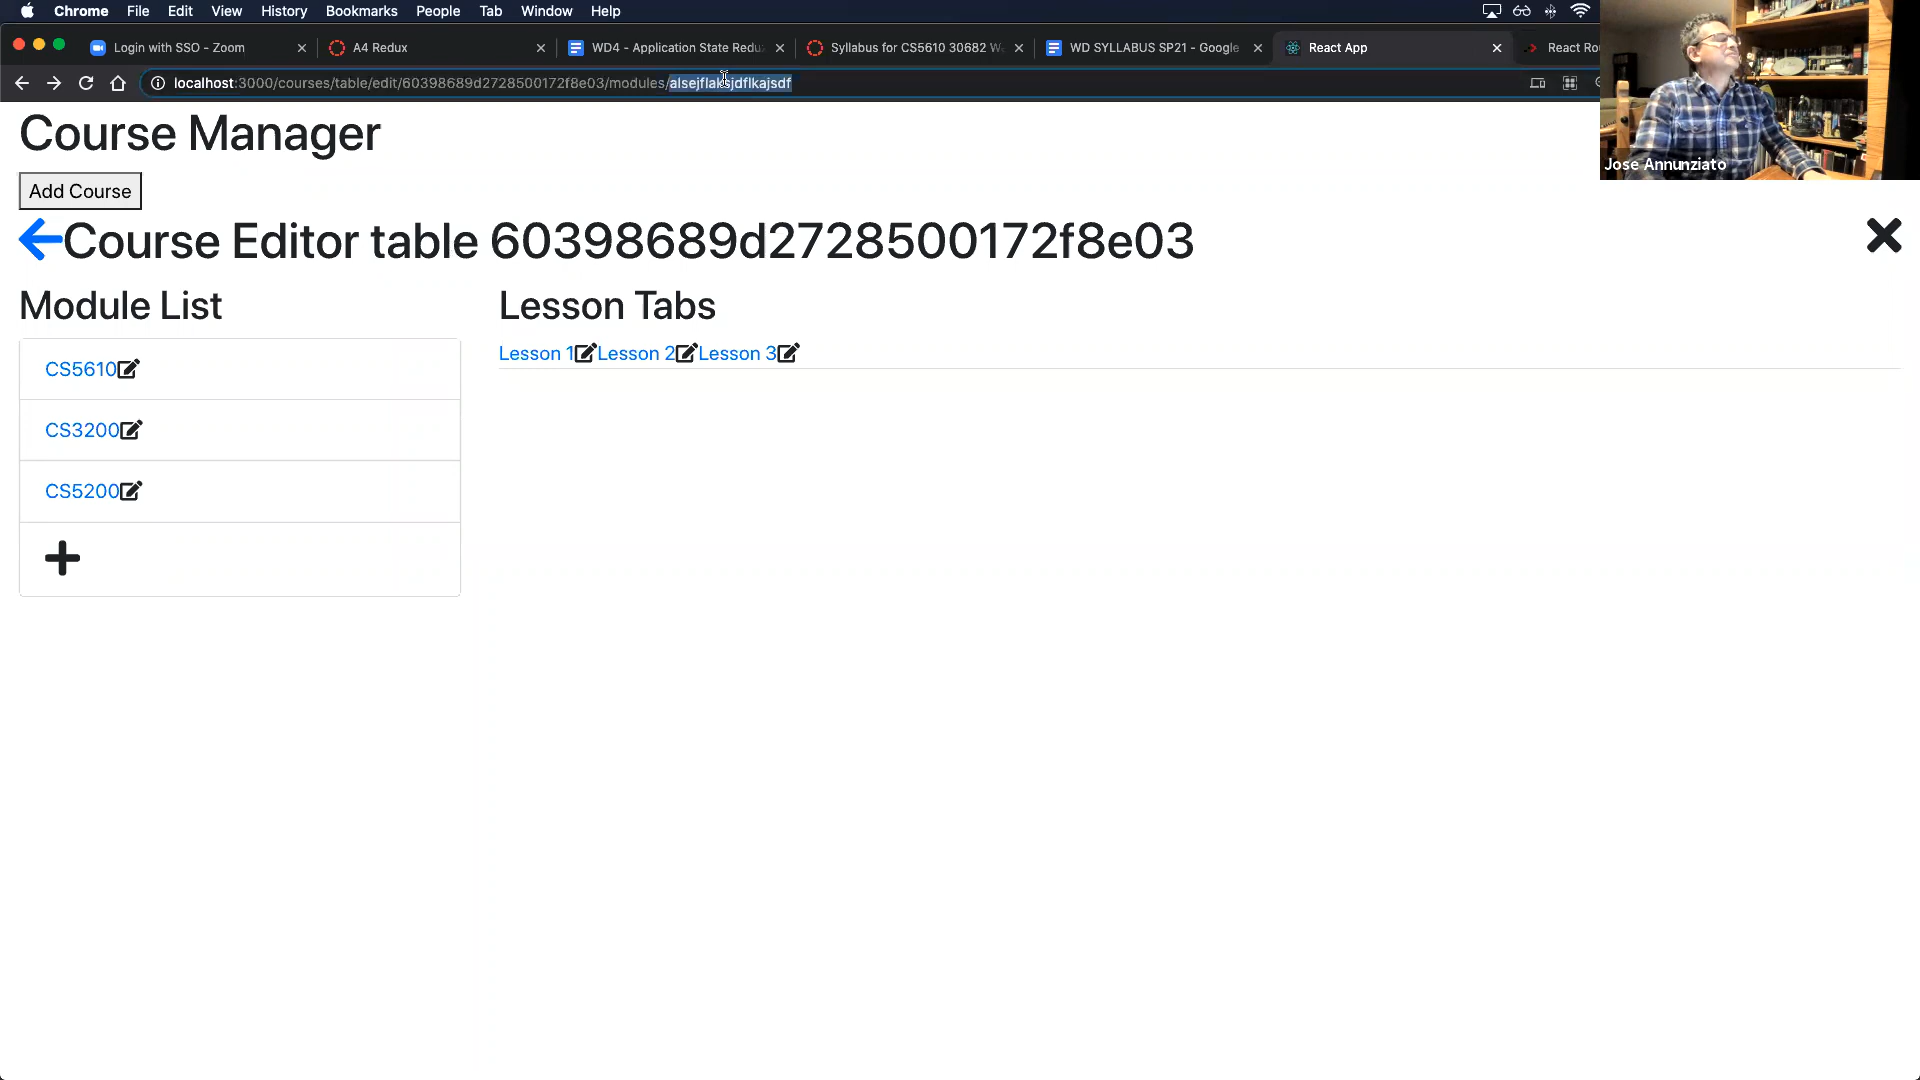 Chrome File Edit View History Bookmarks People Tab Window Help
Login with SSO - Zoom
A4 Redux
WD4 - Application State Redu
Syllabus for CS5610 30682 W
WD SYLLABUS SP21 - Google
React App
React Ro
localhost:3000/courses/table/edit/60398689d2728500172f8e03/modules/alsejflaksjdflkajsdf
Jose Annunziato
Course Manager
Add Course
Course Editor table 60398689d2728500172f8e03
Module List
Lesson Tabs
CS5610
Lesson 1 Lesson 2 Lesson 3
CS3200
CS5200